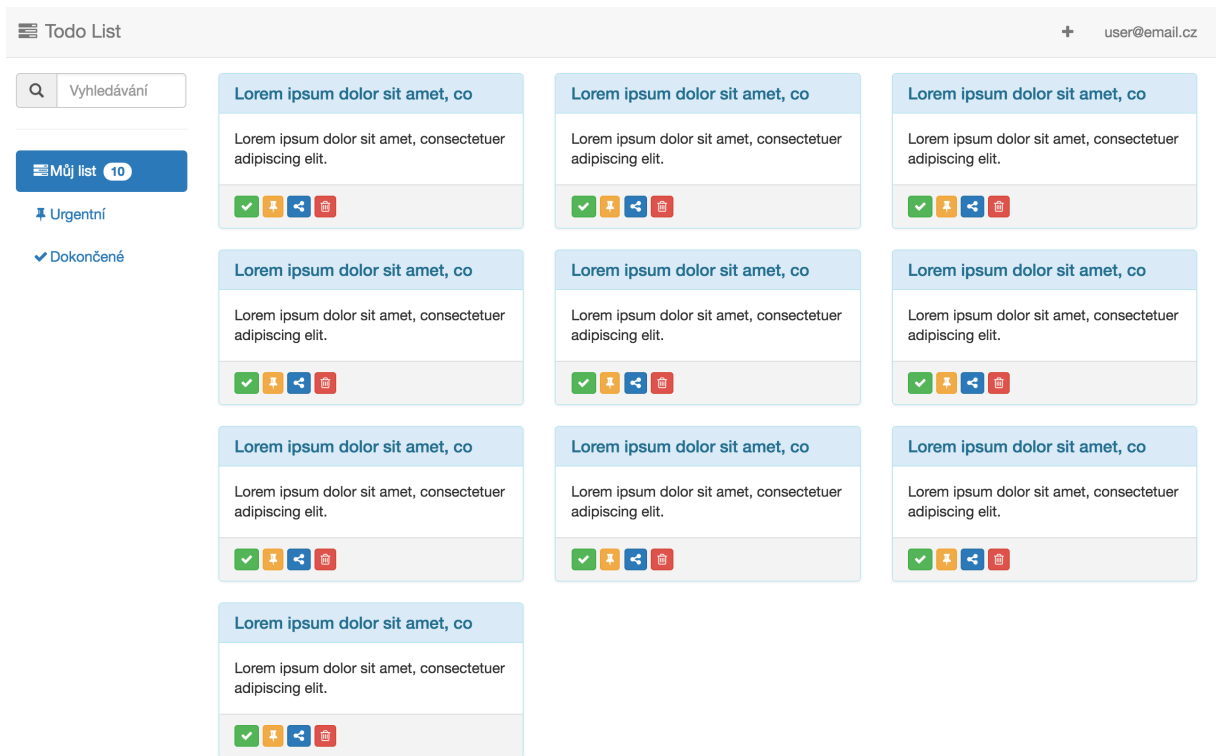 Todo List
user@email.cz
Vyhledávání
Můj list 10
Urgentní
Dokončené
Lorem ipsum dolor sit amet, co
Lorem ipsum dolor sit amet, consectetuer
adipiscing elit.
Lorem ipsum dolor sit amet, co
Lorem ipsum dolor sit amet, consectetuer
adipiscing elit.
Lorem ipsum dolor sit amet, co
Lorem ipsum dolor sit amet, consectetuer
adipiscing elit.
Lorem ipsum dolor sit amet, co
Lorem ipsum dolor sit amet, consectetuer
adipiscing elit.
Lorem ipsum dolor sit amet, co
Lorem ipsum dolor sit amet, consectetuer
adipiscing elit.
Lorem ipsum dolor sit amet, co
Lorem ipsum dolor sit amet, consectetuer
adipiscing elit.
Lorem ipsum dolor sit amet, co
Lorem ipsum dolor sit amet, consectetuer
adipiscing elit.
Lorem ipsum dolor sit amet, co
Lorem ipsum dolor sit amet, consectetuer
adipiscing elit.
Lorem ipsum dolor sit amet, co
Lorem ipsum dolor sit amet, consectetuer
adipiscing elit.
Lorem ipsum dolor sit amet, co
Lorem ipsum dolor sit amet, consectetuer
adipiscing elit.